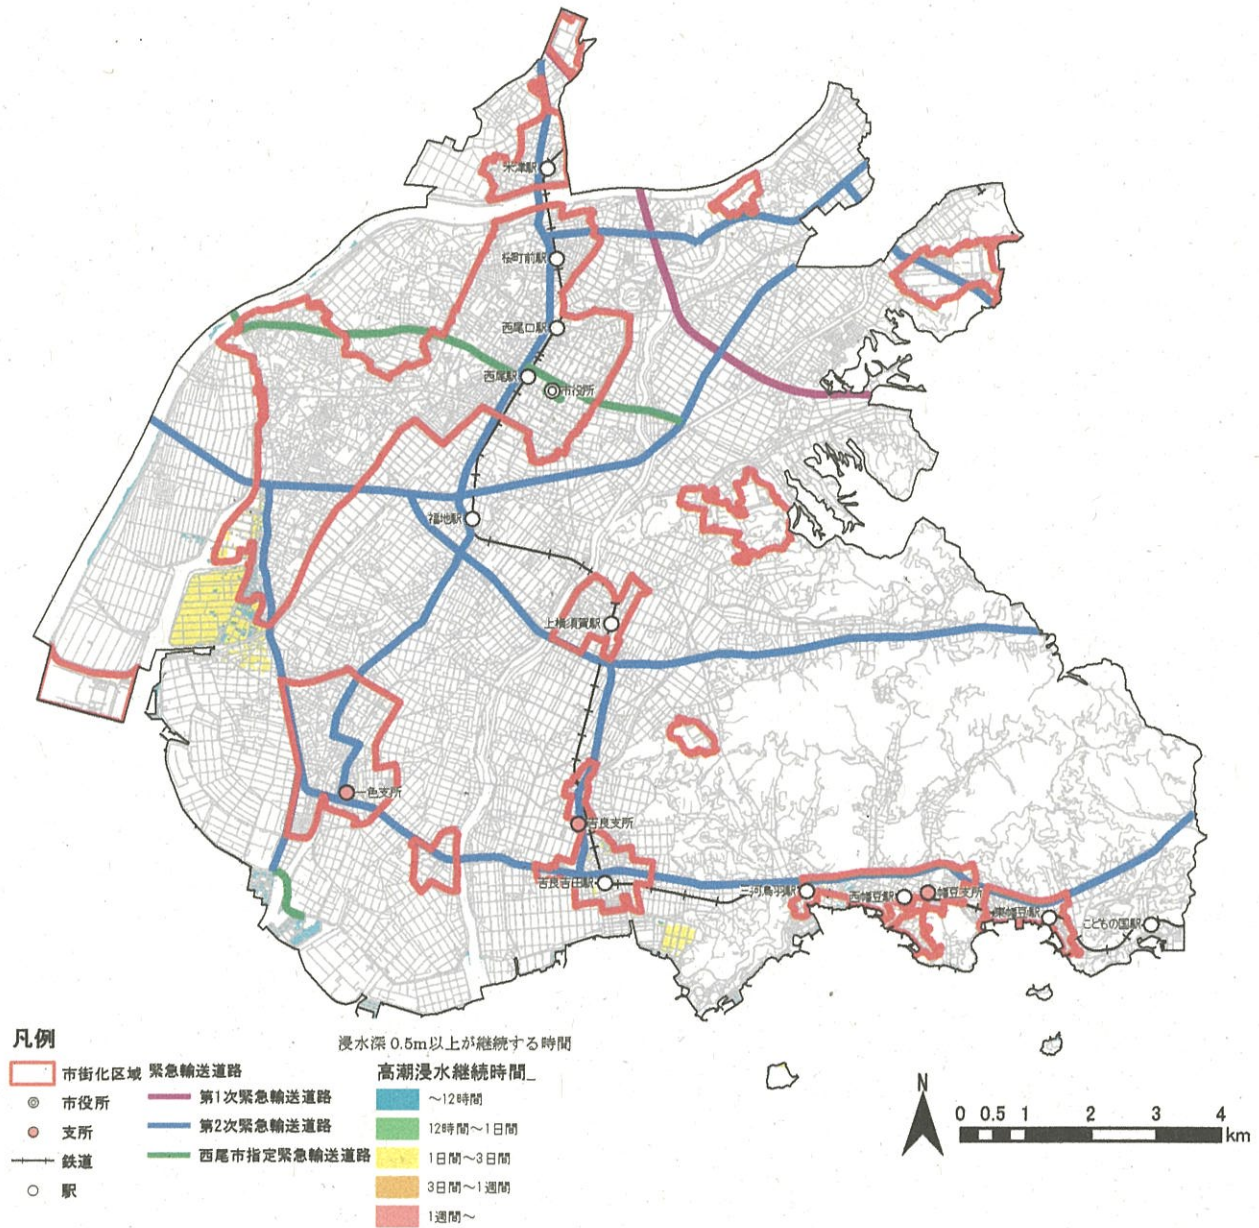 米津駅
桜町前駅
西尾口駅
西尾駅
市役所
福地駅
上横須賀駅
一色支所
吉良支所
吉良吉田駅
三河鳥羽駅
西幡豆駅
幡豆支所
東幡豆駅
こどもの国駅
凡例
市街化区域
市役所
支所
鉄道
駅
緊急輸送道路
第1次緊急輸送道路
第2次緊急輸送道路
西尾市指定緊急輸送道路
浸水深0.5m以上が継続する時間
高潮浸水継続時間_
～12時間
12時間～1日間
1日間～3日間
3日間～1週間
1週間～
N
0 0.5 1 2 3 4
km